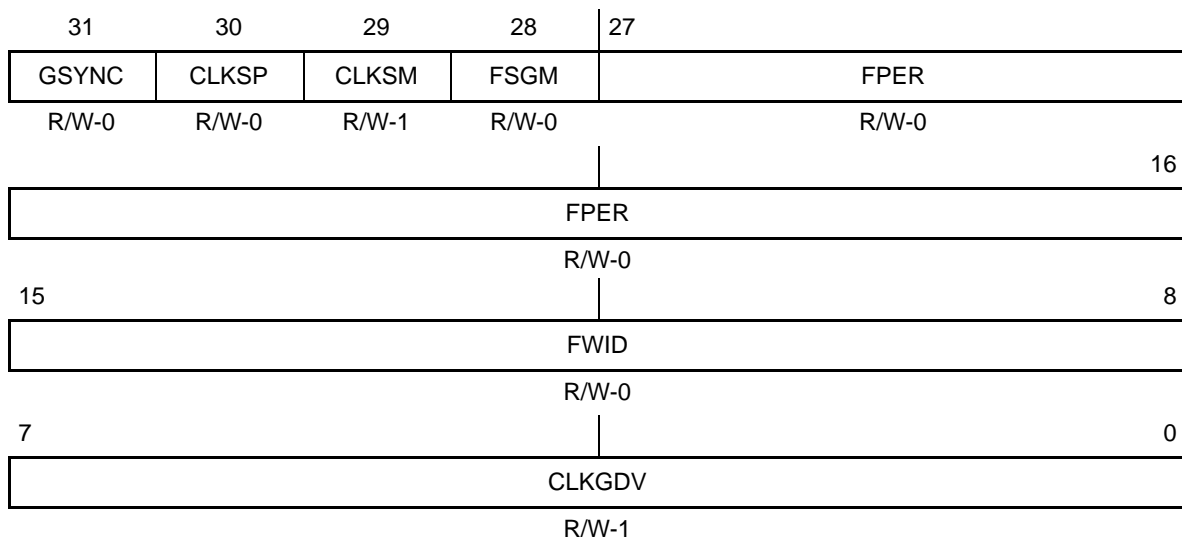 31 30 29 28 27
GSYNC CLKSP CLKSM FSGM FPER
R/W-0 R/W-0 R/W-1 R/W-0 R/W-0
16
FPER
R/W-0
15 8
FWID
R/W-0
7 0
CLKGDV
R/W-1